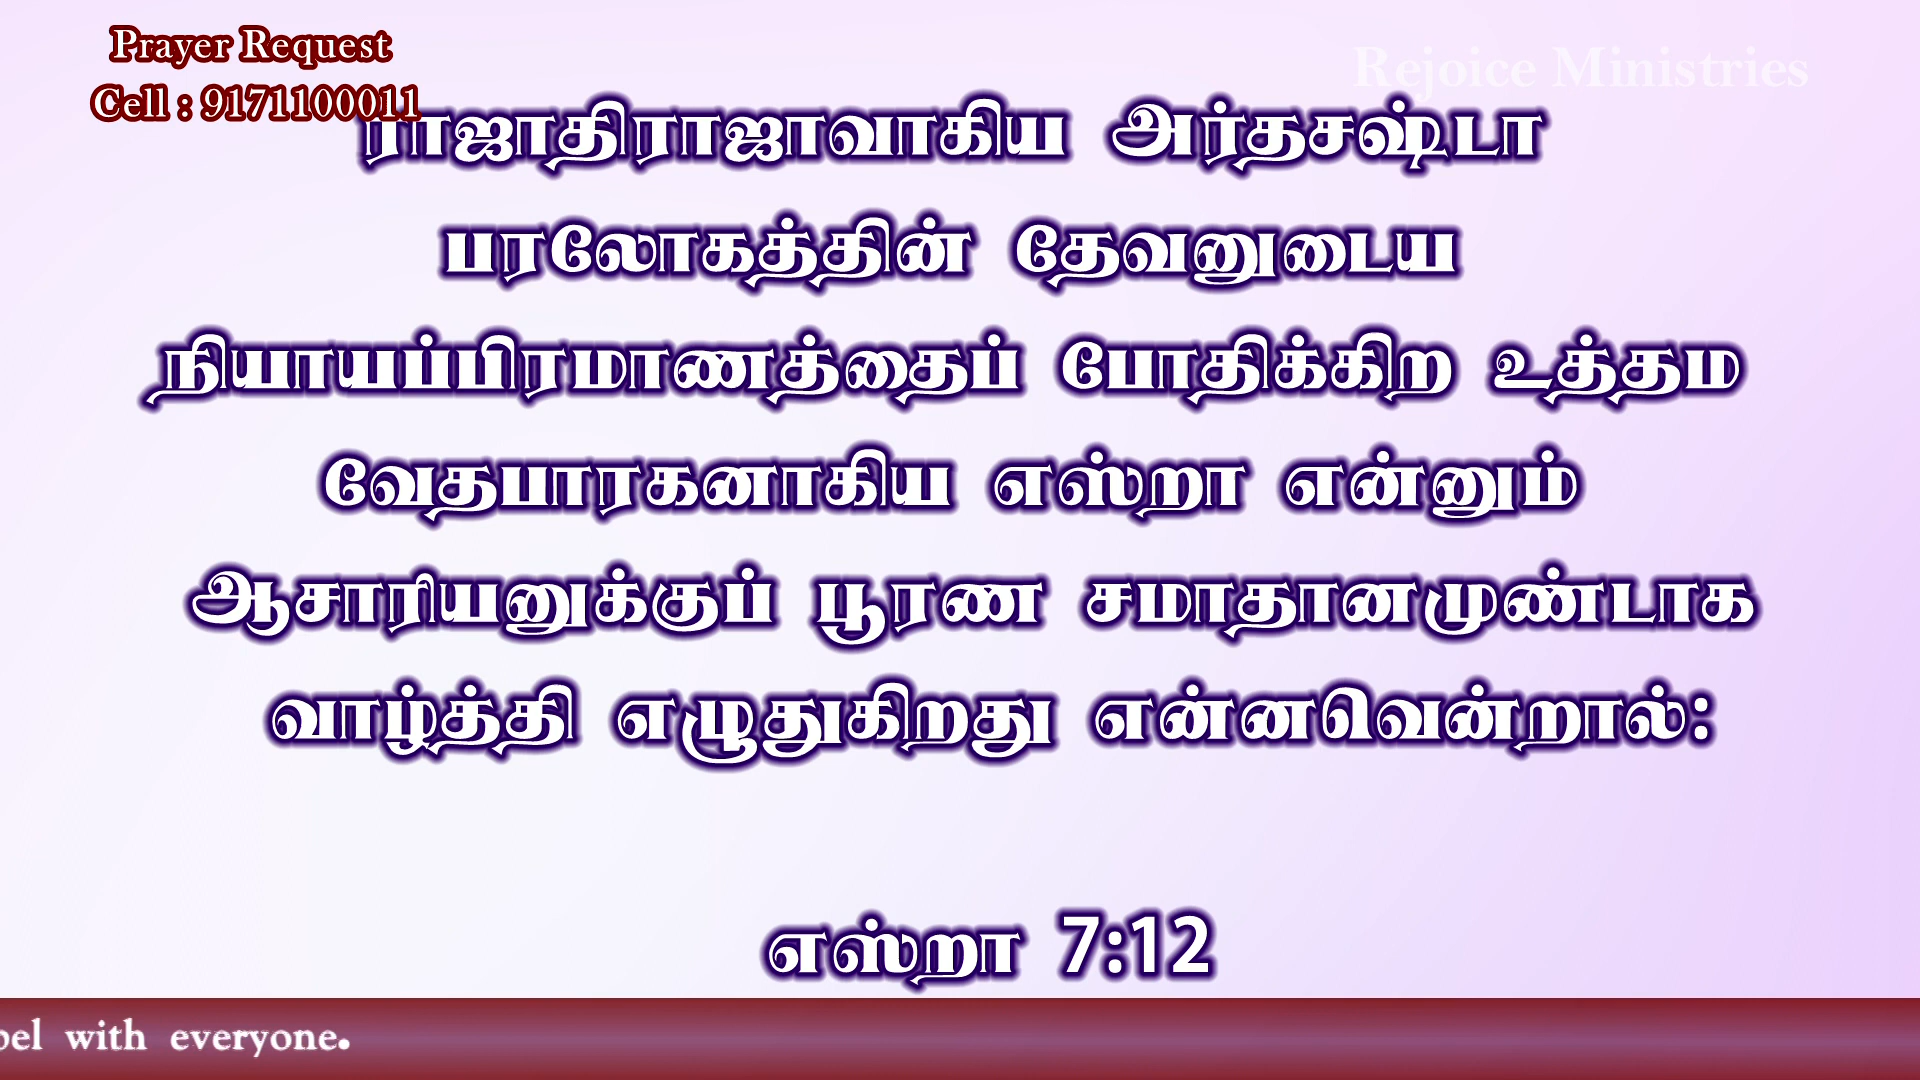 Prayer Request
Cell : 9171100011
Rejoice Ministries
ராஜாதிராஜாவாகிய அர்தசஷ்டா
பரலோகத்தின் தேவனுடைய
நியாயப்பிரமாணத்தைப் போதிக்கிற உத்தம
வேதபாரகனாகிய எஸ்றா என்னும்
ஆசாரியனுக்குப் பூரண சமாதானமுண்டாக
வாழ்த்தி எழுதுகிறது என்னவென்றால்:
எஸ்றா 7:12
with everyone.